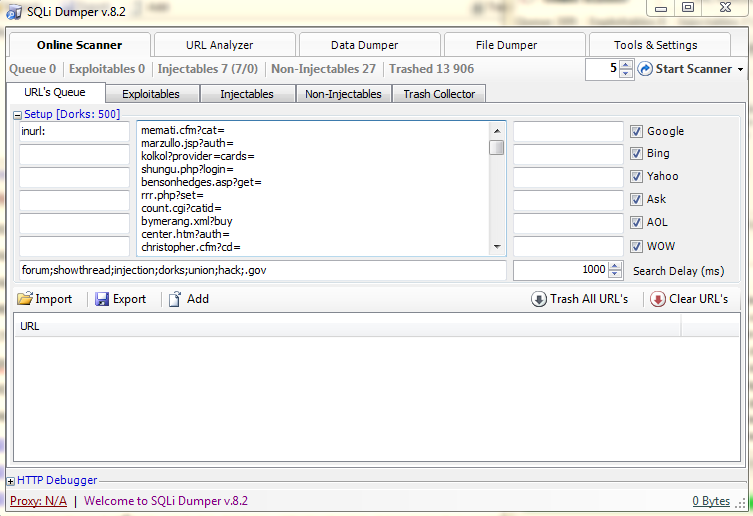 SQLi Dumper v.8.2
Online Scanner URL Analyzer Data Dumper File Dumper Tools & Settings
Queue 0 Exploitables 0 Injectables 7 (7/0) Non-Injectables 27 Trashed 13 906 5 Start Scanner
URL's Queue Exploitables Injectables Non-Injectables Trash Collector
Setup [Dorks: 500]
inurl: memati.cfm?cat= Google
marzullo.jsp?auth=
kolkol?provider=cards= Bing
shungu.php?login=
bensonhedges.asp?get= Yahoo
rrr.php?set=
count.cgi?catid= Ask
bymerang.xml?buy AOL
center.htm?auth=
christopher.cfm?cd= WOW
forum;showthread;injection;dorks;union;hack;.gov 1000 Search Delay (ms)
Import Export Add Trash All URL's Clear URL's
URL
HTTP Debugger
Proxy: N/A | Welcome to SQLi Dumper v.8.2 0 Bytes